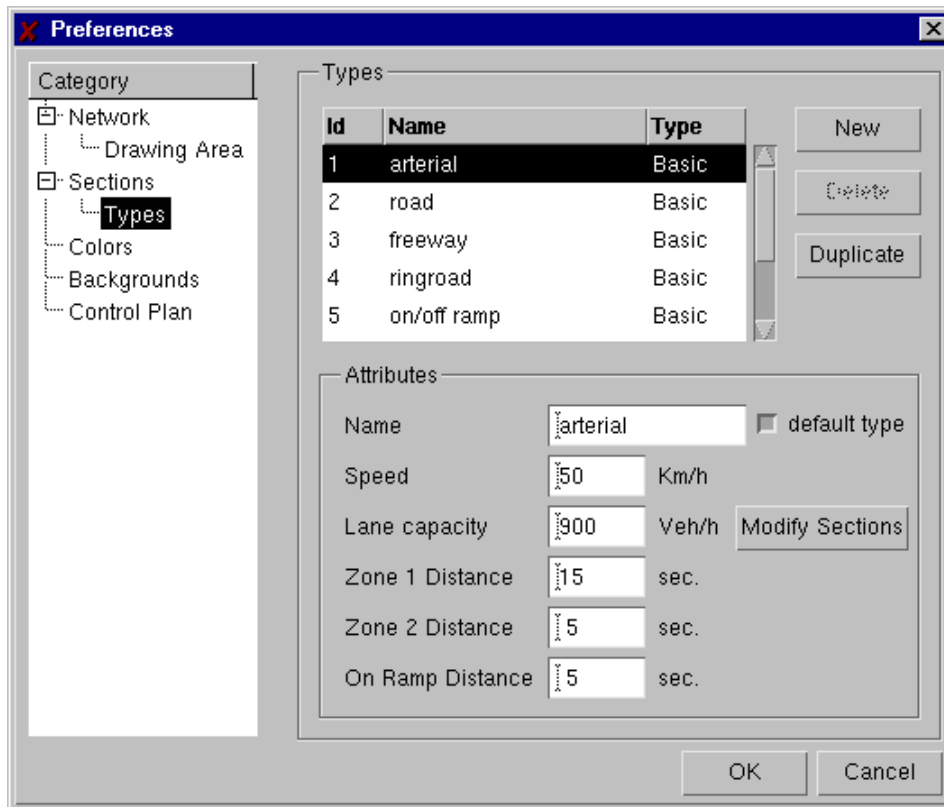 Preferences
Category
Network
Drawing Area
Sections
Types
Colors
Backgrounds
Control Plan
Types
Id Name Type
1 arterial Basic
2 road Basic
3 freeway Basic
4 ringroad Basic
5 on/off ramp Basic
New
Delete
Duplicate
Attributes
Name arterial default type
Speed 50 Km/h
Lane capacity 900 Veh/h Modify Sections
Zone 1 Distance 15 sec.
Zone 2 Distance 5 sec.
On Ramp Distance 5 sec.
OK Cancel